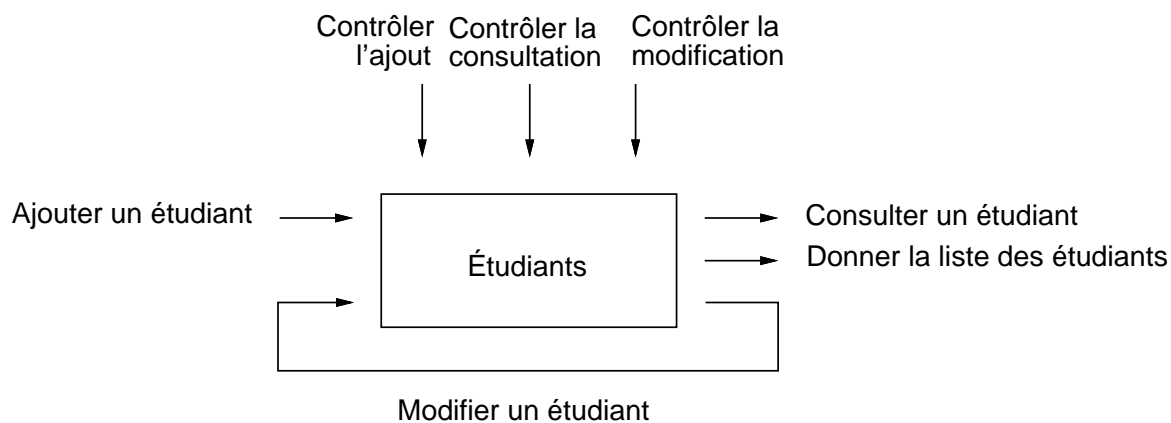 Contrôler
l’ajout
Contrôler la
consultation
Contrôler la
modification
Ajouter un étudiant
Étudiants
Consulter un étudiant
Donner la liste des étudiants
Modifier un étudiant